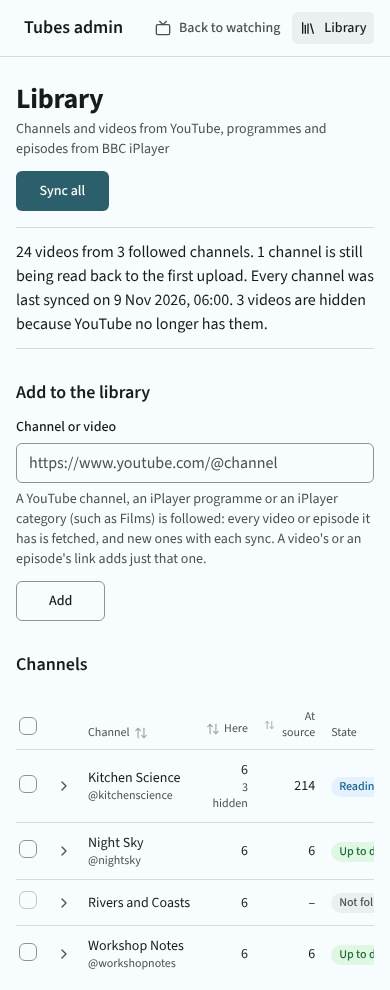 Tubes admin
Back to watching
Library
Library
Channels and videos from YouTube, programmes and
episodes from BBC iPlayer
Sync all
24 videos from 3 followed channels. 1 channel is still
being read back to the first upload. Every channel was
last synced on 9 Nov 2026, 06:00. 3 videos are hidden
because YouTube no longer has them.
Add to the library
Channel or video
https://www.youtube.com/@channel
A YouTube channel, an iPlayer programme or an iPlayer
category (such as Films) is followed: every video or episode it
has is fetched, and new ones with each sync. A video's or an
episode's link adds just that one.
Add
Channels
Channel
Here
At
source
State
Kitchen Science
@kitchenscience
6
3
hidden
214
Readin
Night Sky
@nightsky
6
6
Up to d
Rivers and Coasts
6
–
Not fol
Workshop Notes
@workshopnotes
6
6
Up to d